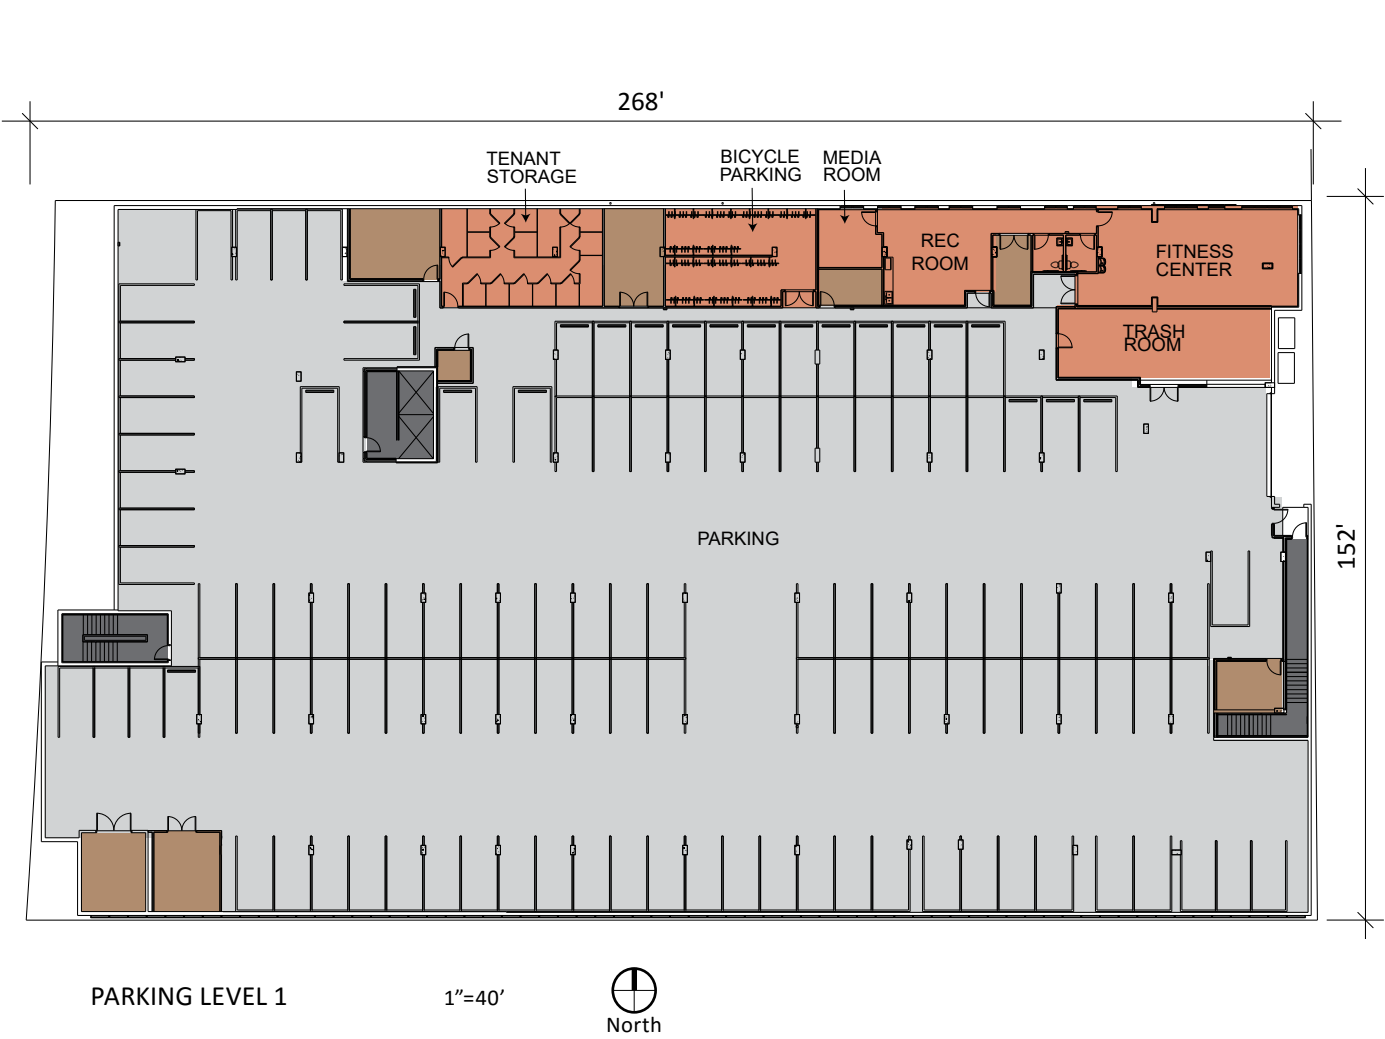 268'
TENANT
STORAGE
BICYCLE
PARKING
MEDIA
ROOM
REC
ROOM
FITNESS
CENTER
TRASH
ROOM
PARKING
152'
PARKING LEVEL 1
1”=40’
North